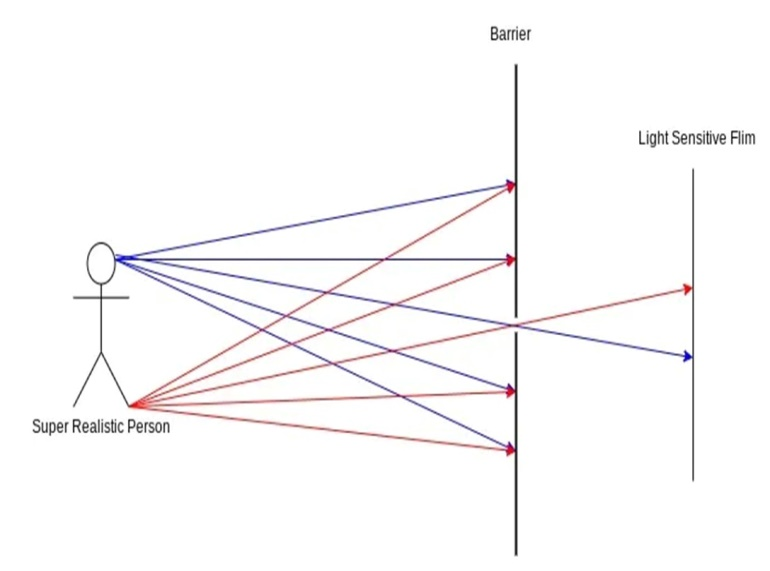 Barrier
Light Sensitive Flim
Super Realistic Person